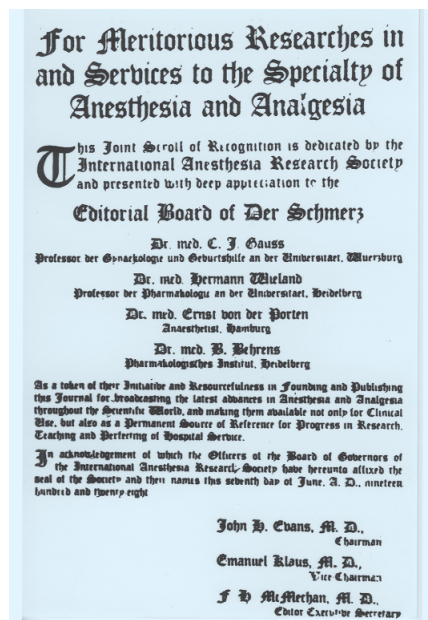 For Meritorious Researches in
and Services to the Specialty of
Anesthesia and Analgesia
This Joint Scroll of Recognition is dedicated by the
International Anesthesia Research Society
and presented with deep appreciation to the
Editorial Board of Der Schmerz
Dr. med. C. J. Gauss
Professor der Gynaekologie und Geburtshilfe an der Universitaet, Wuerzburg
Dr. med. Hermann Wieland
Professor der Pharmakologie an der Universitaet, Heidelberg
Dr. med. Ernst von der Porten
Anaesthetist, Hamburg
Dr. med. B. Behrens
Pharmakologisches Institut, Heidelberg
As a token of their Initiative and Resourcefulness in Founding and Publishing
this Journal for broadcasting the latest advances in Anesthesia and Analgesia
throughout the Scientific World, and making them available not only for Clinical
Use, but also as a Permanent Source of Reference for Progress in Research,
Teaching and Perfecting of Hospital Service.
In acknowledgement of which the Officers of the Board of Governors of
the International Anesthesia Research Society have hereunto affixed the
seal of the Society and their names this seventh day of June, A. D., nineteen
hundred and twenty-eight
John H. Evans, M. D.,
Chairman
Emanuel Klaus, M. D.,
Vice-Chairman
F H McMechan, M. D.,
Editor Executive Secretary